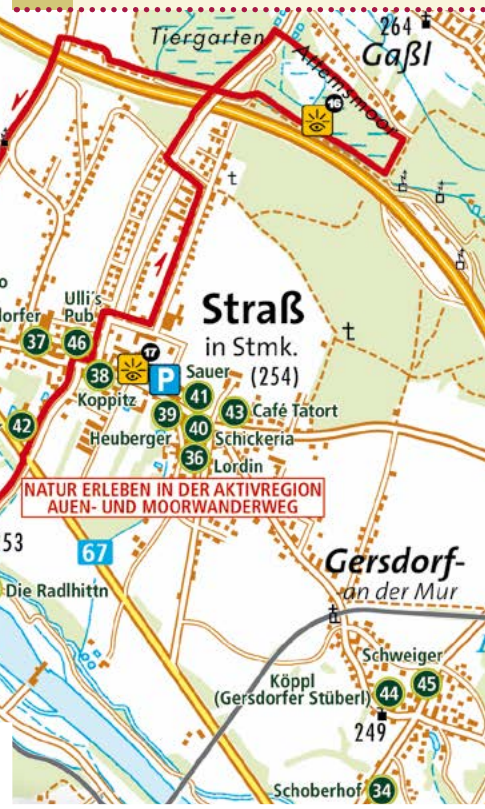 264
Tiergarten
Gaßl
Attemsmoor
16
Ulli's
Pub
orfer
37
46
Straß
in Stmk.
(254)
17
P
Sauer
38
41
Koppitz
39
43
Café Tatort
42
Heuberger
40
Schickeria
36
Lordin
NATUR ERLEBEN IN DER AKTIVREGION
AUEN- UND MOORWANDERWEG
53
67
Gersdorf-
an der Mur
Die Radlhittn
Schweiger
Köppl
(Gersdorfer Stüberl)
44
45
249
Schoberhof
34